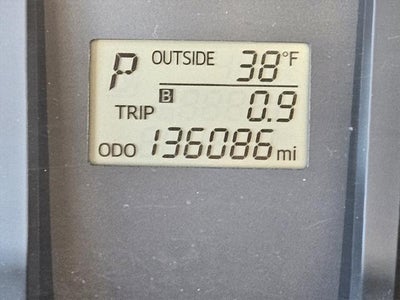 P OUTSIDE 38°F
TRIP B 0.9
ODO 136086 mi